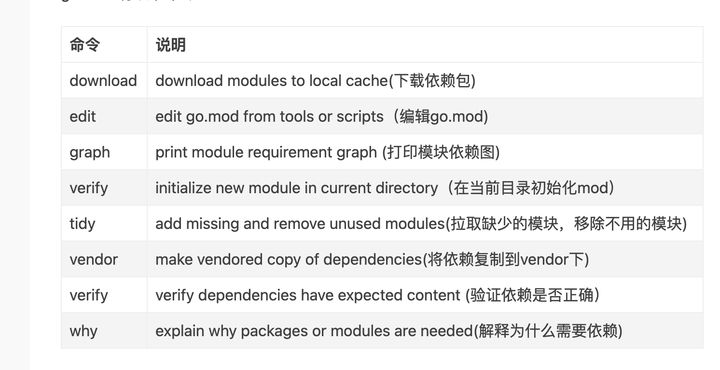 命令 说明
download download modules to local cache(下载依赖包)
edit edit go.mod from tools or scripts（编辑go.mod)
graph print module requirement graph (打印模块依赖图)
verify initialize new module in current directory（在当前目录初始化mod）
tidy add missing and remove unused modules(拉取缺少的模块，移除不用的模块)
vendor make vendored copy of dependencies(将依赖复制到vendor下)
verify verify dependencies have expected content (验证依赖是否正确）
why explain why packages or modules are needed(解释为什么需要依赖)